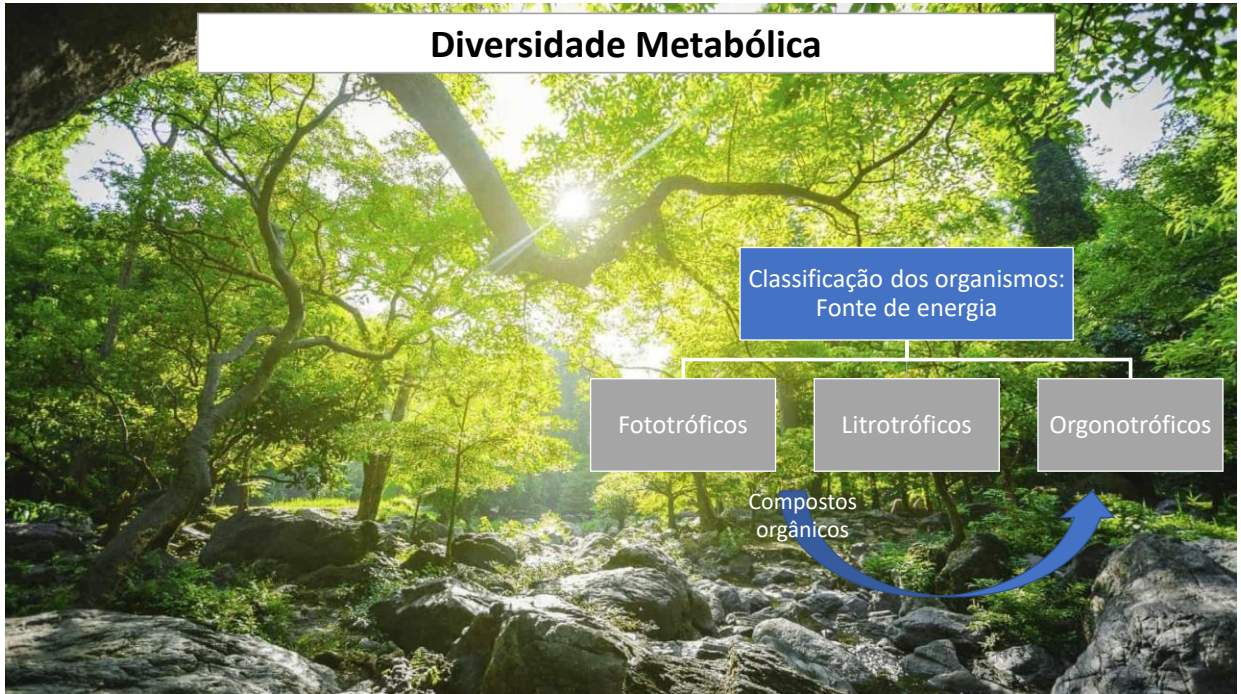 Diversidade Metabólica
Classificação dos organismos:
Fonte de energia
Fototróficos
Litrotróficos
Orgonotróficos
Compostos
orgânicos